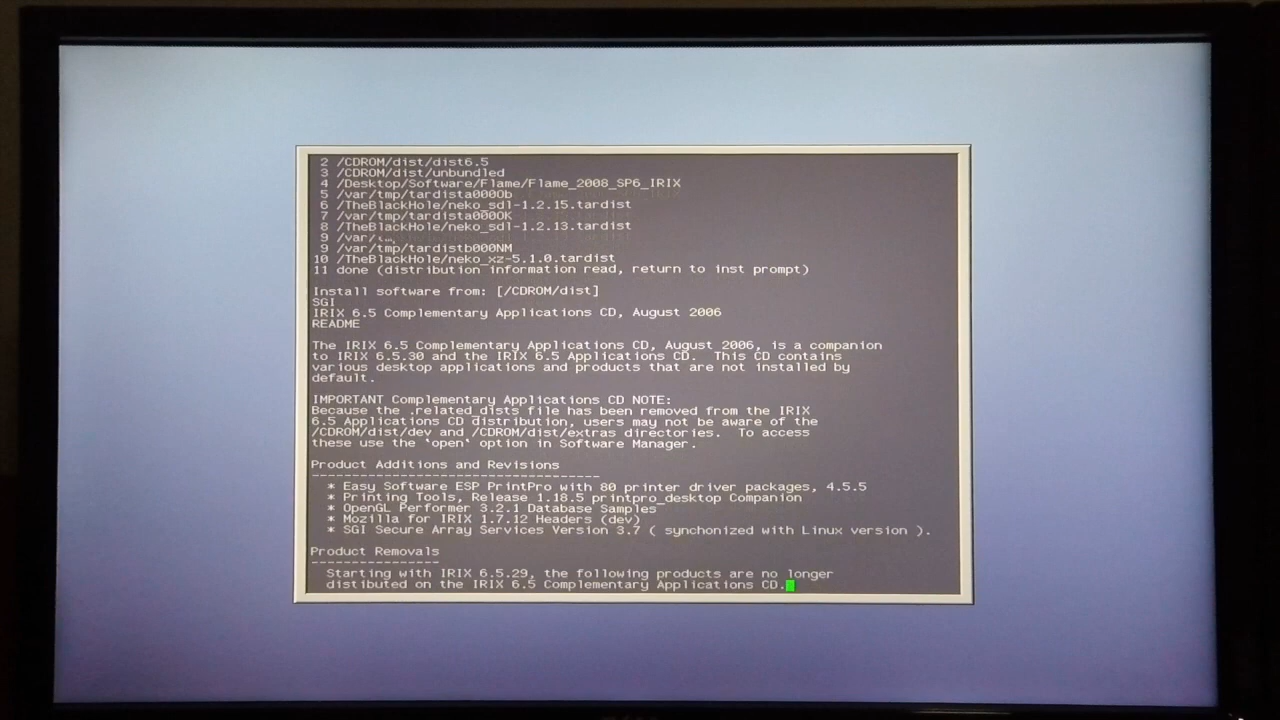 2 /CDROM/dist/dist6.5
3 /CDROM/dist/unbundled
4 /Desktop/Software/Flame/Flame_2008_SP6_IRIX
5 /var/tmp/tardista000Ob
6 /TheBlackHole/neko_sdl-1.2.15.tardist
7 /var/tmp/tardista000OK
8 /TheBlackHole/neko_sdl-1.2.13.tardist
9 /var/t
9 /var/tmp/tardistb000NM
10 /TheBlackHole/neko_xz-5.1.0.tardist
11 done (distribution information read, return to inst prompt)
Install software from: [/CDROM/dist]
SGI
IRIX 6.5 Complementary Applications CD, August 2006
README
The IRIX 6.5 Complementary Applications CD, August 2006, is a companion
to IRIX 6.5.30 and the IRIX 6.5 Applications CD.  This CD contains
various desktop applications and products that are not installed by
default.
IMPORTANT Complementary Applications CD NOTE:
Because the .related_dists file has been removed from the IRIX
6.5 Applications CD distribution, users may not be aware of the
/CDROM/dist/dev and /CDROM/dist/extras directories.  To access
these use the `open` option in Software Manager.
Product Additions and Revisions
---------------------------------
* Easy Software ESP PrintPro with 80 printer driver packages, 4.5.5
* Printing Tools, Release 1.18.5 printpro_desktop Companion
* OpenGL Performer 3.2.1 Database Samples
* Mozilla for IRIX 1.7.12 Headers (dev)
* SGI Secure Array Services Version 3.7 ( synchonized with Linux version ).
Product Removals
----------------
Starting with IRIX 6.5.29, the following products are no longer
distibuted on the IRIX 6.5 Complementary Applications CD.